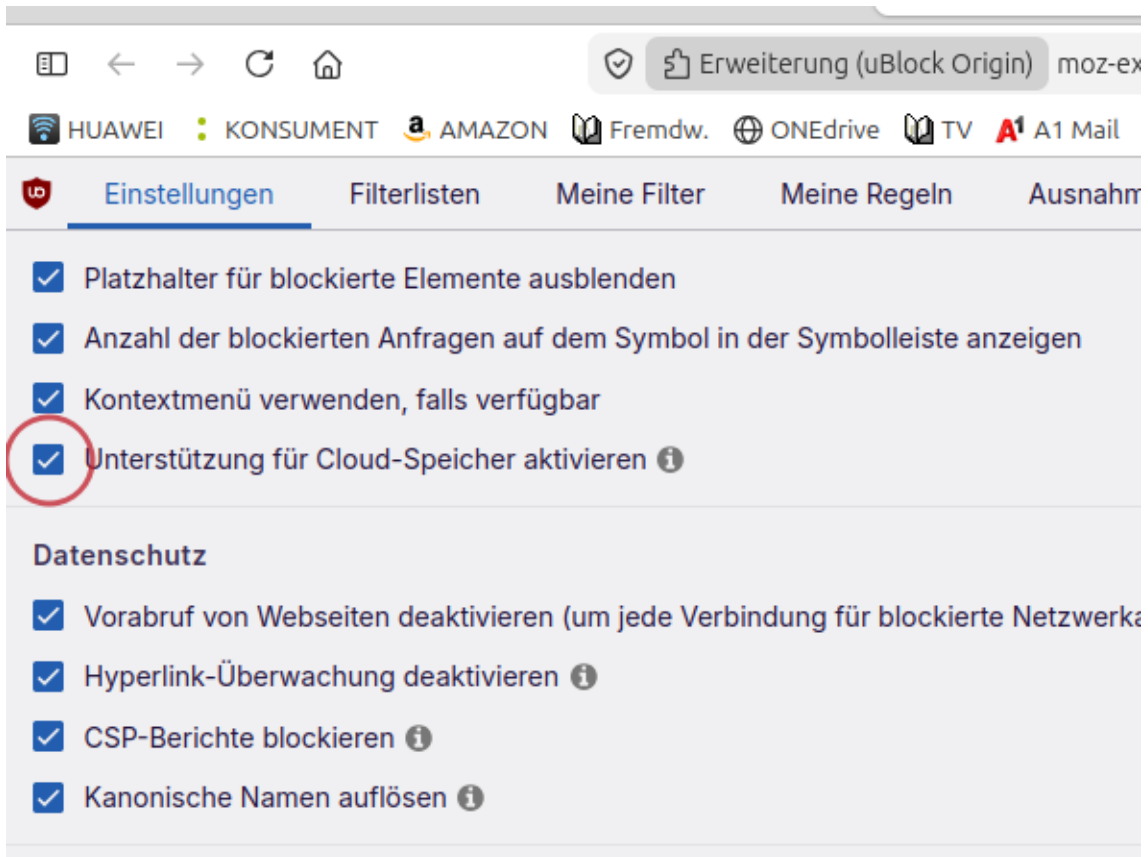 Erweiterung (uBlock Origin) moz-ex
HUAWEI KONSUMENT AMAZON Fremdw. ONEdrive TV A1 A1 Mail
Einstellungen Filterlisten Meine Filter Meine Regeln Ausnahm
Platzhalter für blockierte Elemente ausblenden
Anzahl der blockierten Anfragen auf dem Symbol in der Symbolleiste anzeigen
Kontextmenü verwenden, falls verfügbar
Unterstützung für Cloud-Speicher aktivieren
Datenschutz
Vorabruf von Webseiten deaktivieren (um jede Verbindung für blockierte Netzwerka
Hyperlink-Überwachung deaktivieren
CSP-Berichte blockieren
Kanonische Namen auflösen